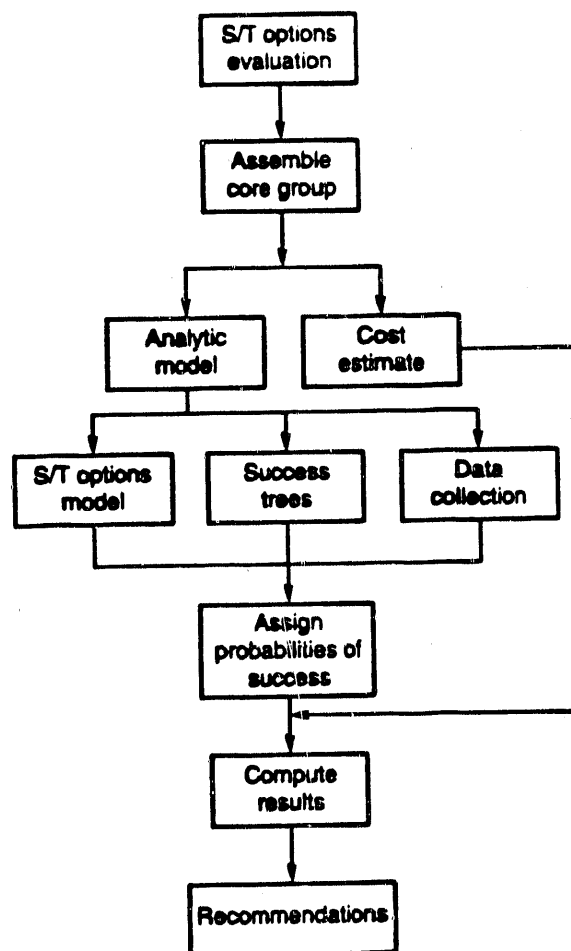 S/T options
evaluation
Assemble
core group
Analytic
model
Cost
estimate
S/T options
model
Success
trees
Data
collection
Assign
probabilities of
success
Compute
results
Recommendations